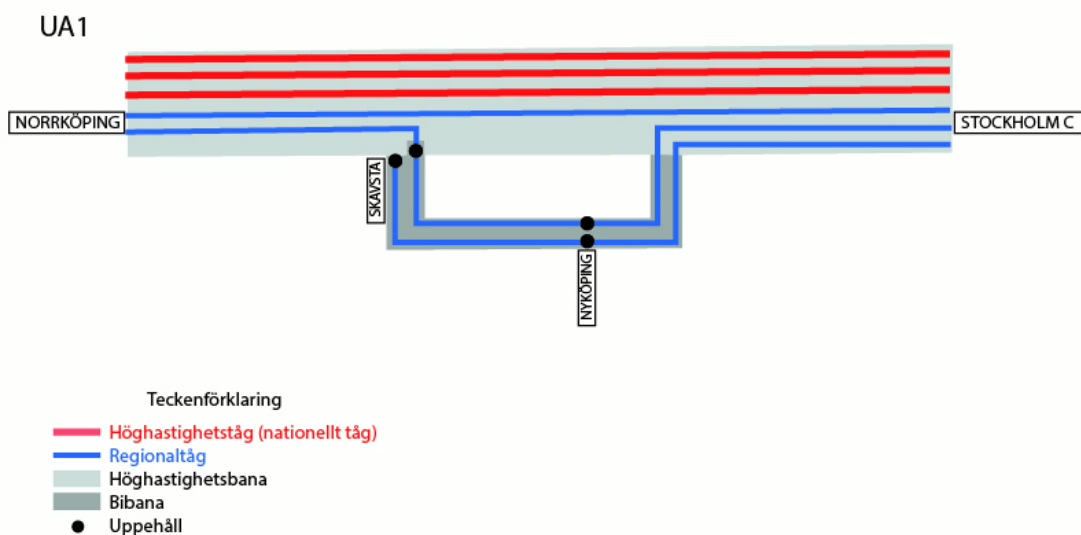 UA1
NORRKÖPING
STOCKHOLM C
SKAVSTA
NYKÖPING
Teckenförklaring
Höghastighetståg (nationellt tåg)
Regionaltåg
Höghastighetsbana
Bibana
Uppehåll